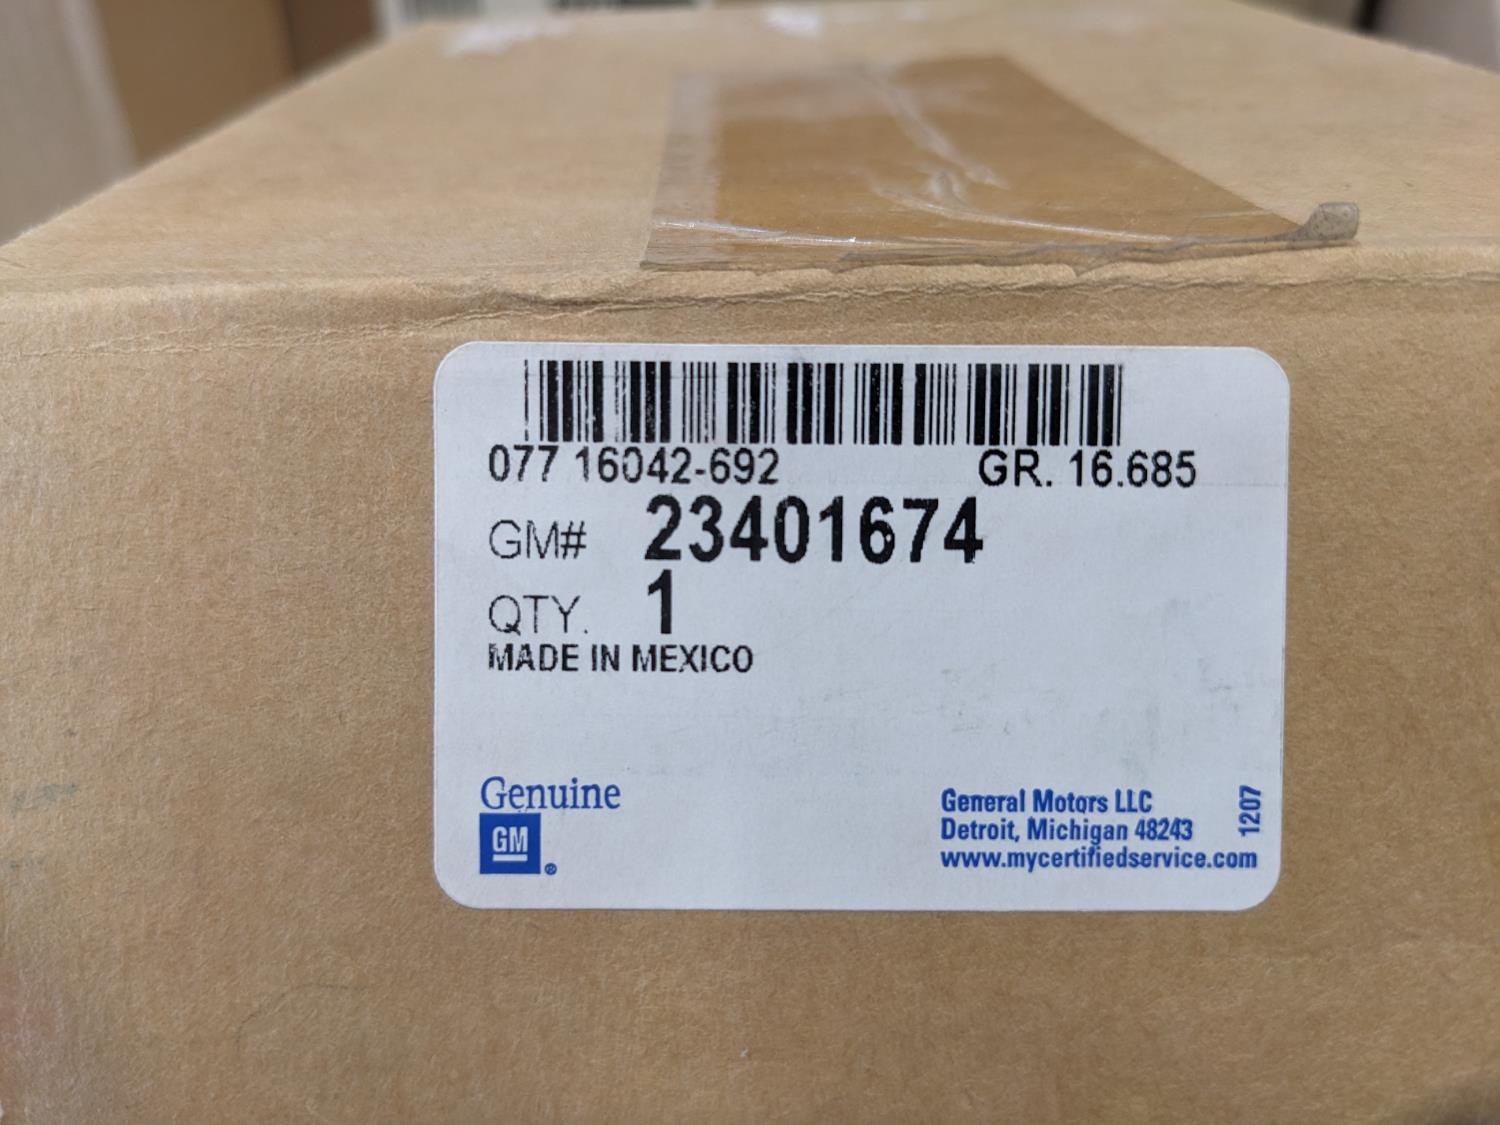 077 16042-692 GR. 16.685
GM# 23401674
QTY. 1
MADE IN MEXICO
Genuine
GM ®
General Motors LLC
Detroit, Michigan 48243
www.mycertifiedservice.com
1207